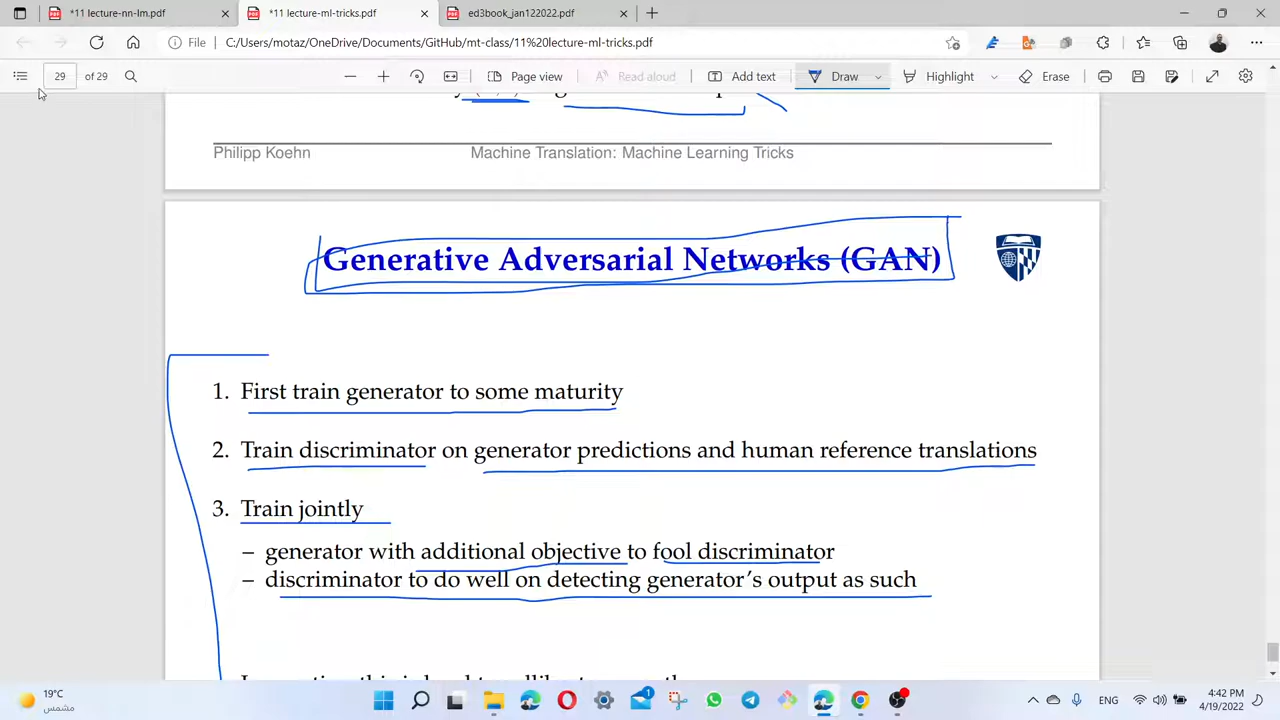 *11 lecture-nn-lm.pdf
*11 lecture-ml-tricks.pdf
ed3book_jan122022.pdf
File
C:/Users/motaz/OneDrive/Documents/GitHub/mt-class/11%20lecture-ml-tricks.pdf
29 of 29
Page view
Read aloud
Add text
Draw
Highlight
Erase
Philipp Koehn
Machine Translation: Machine Learning Tricks
Generative Adversarial Networks (GAN)
1. First train generator to some maturity
2. Train discriminator on generator predictions and human reference translations
3. Train jointly
– generator with additional objective to fool discriminator
– discriminator to do well on detecting generator's output as such
19°C
مشمس
1
ENG
4:42 PM
4/19/2022